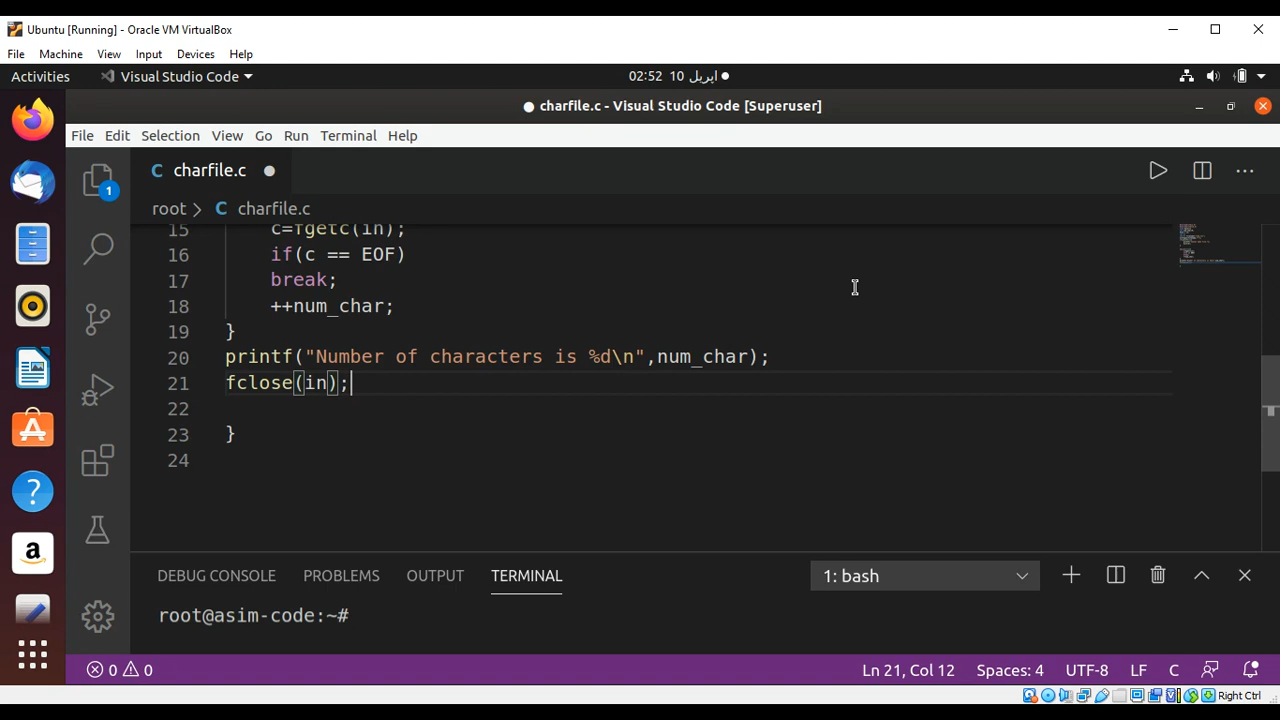 Ubuntu [Running] - Oracle VM VirtualBox
File Machine View Input Devices Help
Activities Visual Studio Code 02:52 10 ابريل
charfile.c - Visual Studio Code [Superuser]
File Edit Selection View Go Run Terminal Help
1
C charfile.c
root > C charfile.c
15 c=fgetc(in);
16 if(c == EOF)
17 break;
18 ++num_char;
19 }
20 printf("Number of characters is %d\n",num_char);
21 fclose(in);
22
23 }
24
DEBUG CONSOLE PROBLEMS OUTPUT TERMINAL 1: bash
root@asim-code:~#
0 0 Ln 21, Col 12 Spaces: 4 UTF-8 LF C
Right Ctrl